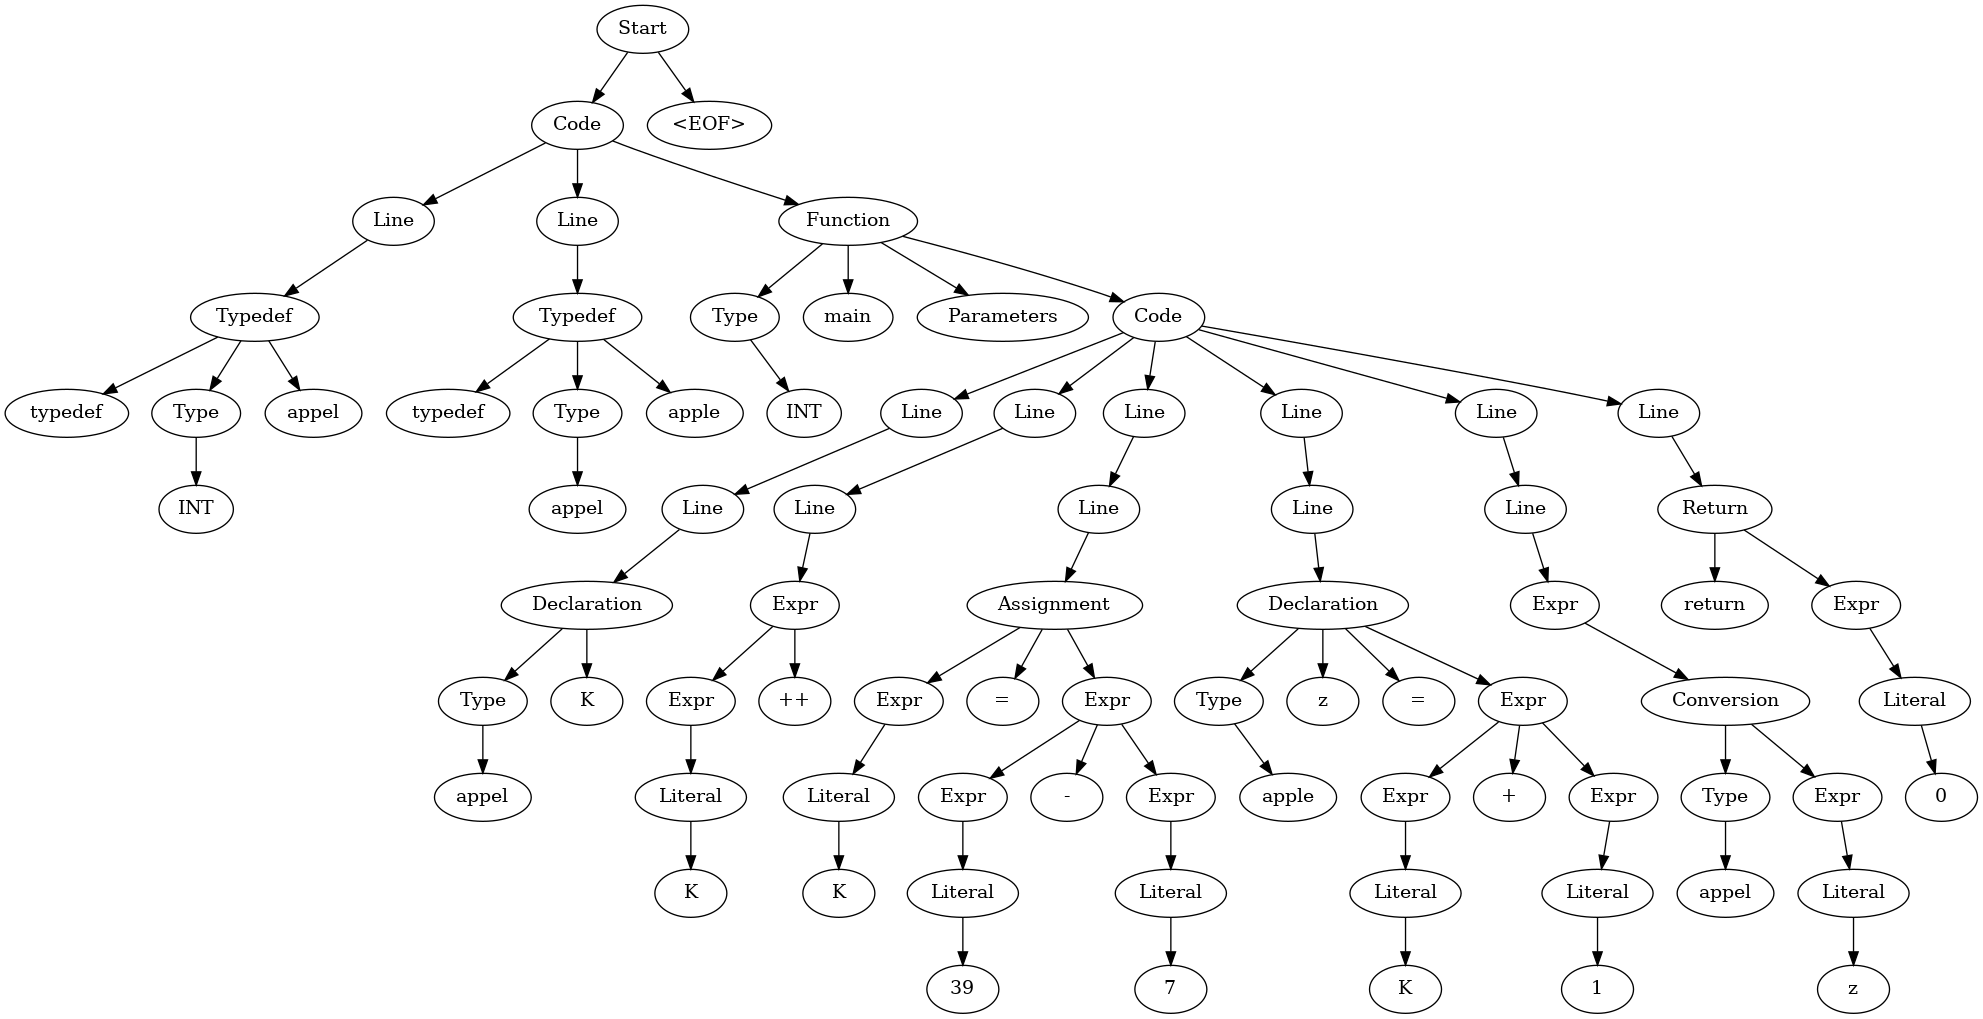 Start
Code <EOF>
Line Line Function
Typedef Typedef Type main Parameters Code
typedef Type appel typedef Type apple INT Line Line Line Line Line Line
INT appel Line Line Line Line Line Return
Declaration Expr Assignment Declaration Expr return Expr
Type K Expr ++ Expr = Expr Type z = Expr Conversion Literal
appel Literal Literal Expr - Expr apple Expr + Expr Type Expr 0
K K Literal Literal Literal Literal appel Literal
39 7 K 1 z